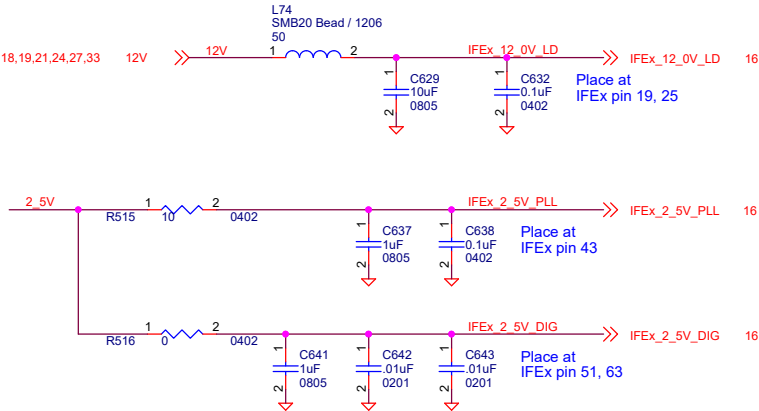 L74
SMB20 Bead / 1206
50
18,19,21,24,27,33 12V 12V 1 2 IFEx_12_0V_LD IFEx_12_0V_LD 16
1 C629 1 C632 Place at
10uF 0.1uF IFEx pin 19, 25
2 0805 2 0402
2_5V 1 2 IFEx_2_5V_PLL IFEx_2_5V_PLL 16
R515 10 0402
1 C637 1 C638 Place at
1uF 0.1uF IFEx pin 43
2 0805 2 0402
1 2 IFEx_2_5V_DIG IFEx_2_5V_DIG 16
R516 0 0402
1 C641 1 C642 1 C643 Place at
1uF .01uF .01uF IFEx pin 51, 63
2 0805 2 0201 2 0201